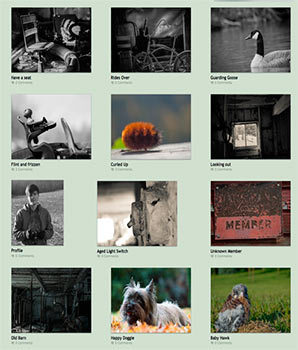 Have a seat
0 Comments
Rides Over
0 Comments
Guarding Goose
0 Comments
Flint and frizzen
0 Comments
Curled Up
0 Comments
Looking out
0 Comments
Profile
0 Comments
Aged Light Switch
0 Comments
MEMBER
Unknown Member
0 Comments
Old Barn
0 Comments
Happy Doggie
0 Comments
Baby Hawk
0 Comments